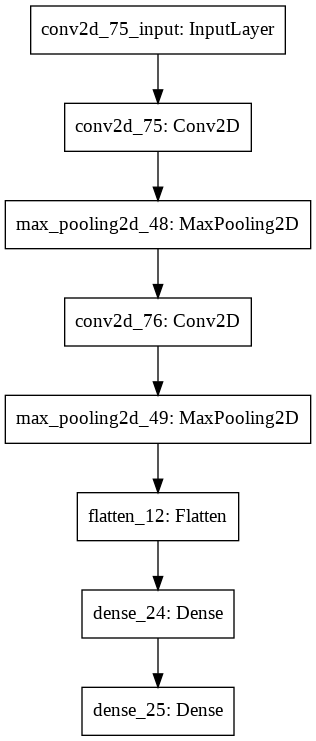 conv2d_75_input: InputLayer
conv2d_75: Conv2D
max_pooling2d_48: MaxPooling2D
conv2d_76: Conv2D
max_pooling2d_49: MaxPooling2D
flatten_12: Flatten
dense_24: Dense
dense_25: Dense